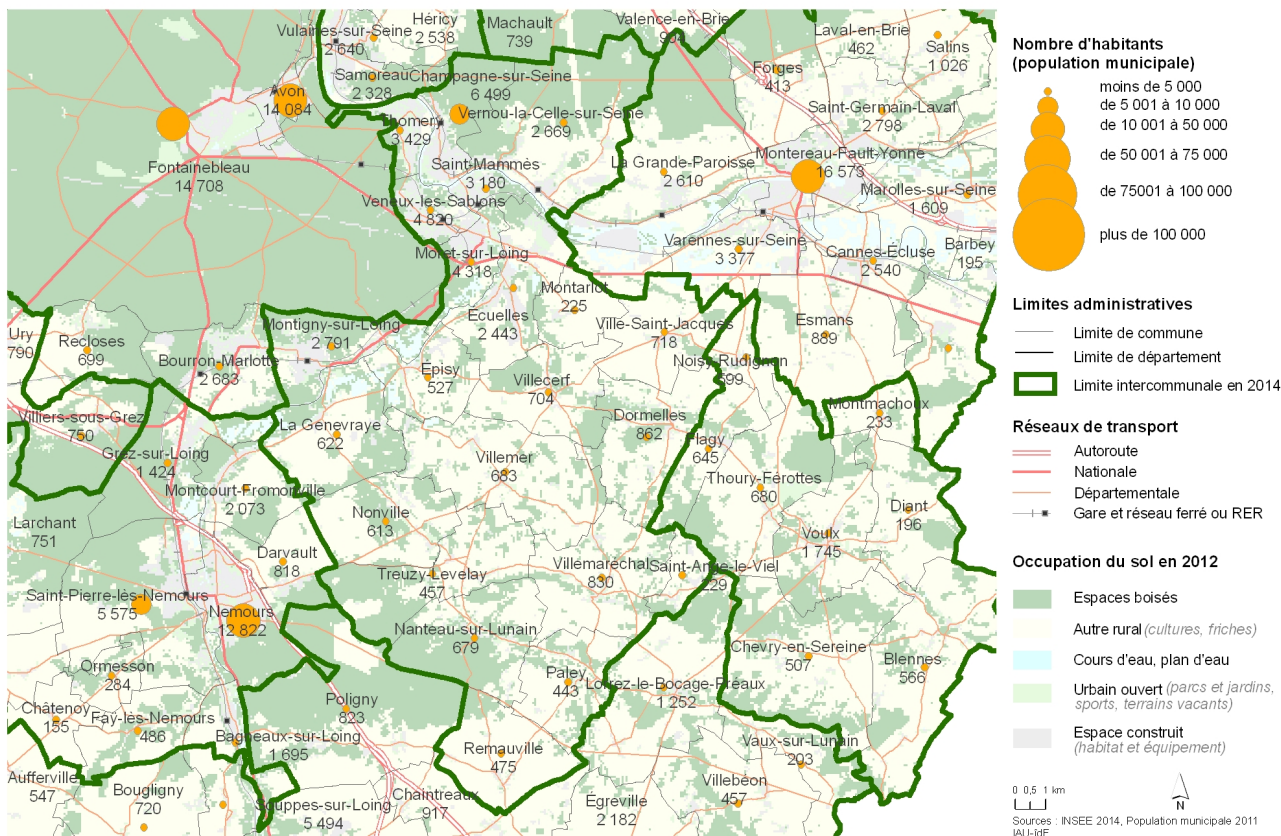 Héricy
2 538
Machault
739
Valence-en-Brie
904
Laval-en-Brie
462
Vulaines-sur-Seine
2 640
Salins
1 026
Samoreau
2 328
Champagne-sur-Seine
6 499
Forges
413
Avon
14 084
Vernou-la-Celle-sur-Seine
2 669
Saint-Germain-Laval
2 798
Thomery
3 429
Fontainebleau
14 708
Saint-Mammès
3 180
La Grande-Paroisse
2 610
Montereau-Fault-Yonne
16 573
Marolles-sur-Seine
1 609
Veneux-les-Sablons
4 820
Moret-sur-Loing
4 318
Varennes-sur-Seine
3 377
Cannes-Écluse
2 540
Barbey
195
Montarlot
225
Écuelles
2 443
Ville-Saint-Jacques
718
Esmans
889
Ury
790
Recloses
699
Montigny-sur-Loing
2 791
Bourron-Marlotte
2 683
Épisy
527
Villecerf
704
Noisy-Rudignon
599
Montmachoux
233
Villiers-sous-Grez
750
La Genevraye
622
Dormelles
862
Flagy
645
Grez-sur-Loing
1 424
Villemer
683
Thoury-Férottes
680
Montcourt-Fromonville
2 073
Larchant
751
Nonville
613
Diant
196
Voulx
1 745
Darvault
818
Treuzy-Levelay
457
Villemaréchal
830
Saint-Ange-le-Viel
229
Saint-Pierre-lès-Nemours
5 575
Nemours
12 822
Nanteau-sur-Lunain
679
Chevry-en-Sereine
507
Blennes
566
Ormesson
284
Paley
443
Lorrez-le-Bocage-Préaux
1 252
Châtenoy
155
Fay-lès-Nemours
486
Poligny
823
Bagneaux-sur-Loing
1 695
Remauville
475
Vaux-sur-Lunain
203
Aufferville
547
Bougligny
720
Souppes-sur-Loing
5 494
Chaintreaux
917
Égreville
2 182
Villebéon
457
Nombre d'habitants
(population municipale)
moins de 5 000
de 5 001 à 10 000
de 10 001 à 50 000
de 50 001 à 75 000
de 75001 à 100 000
plus de 100 000
Limites administratives
Limite de commune
Limite de département
Limite intercommunale en 2014
Réseaux de transport
Autoroute
Nationale
Départementale
Gare et réseau ferré ou RER
Occupation du sol en 2012
Espaces boisés
Autre rural (cultures, friches)
Cours d'eau, plan d'eau
Urbain ouvert (parcs et jardins,
sports, terrains vacants)
Espace construit
(habitat et équipement)
0 0,5 1 km
N
Sources : INSEE 2014, Population municipale 2011
IAU-îdF